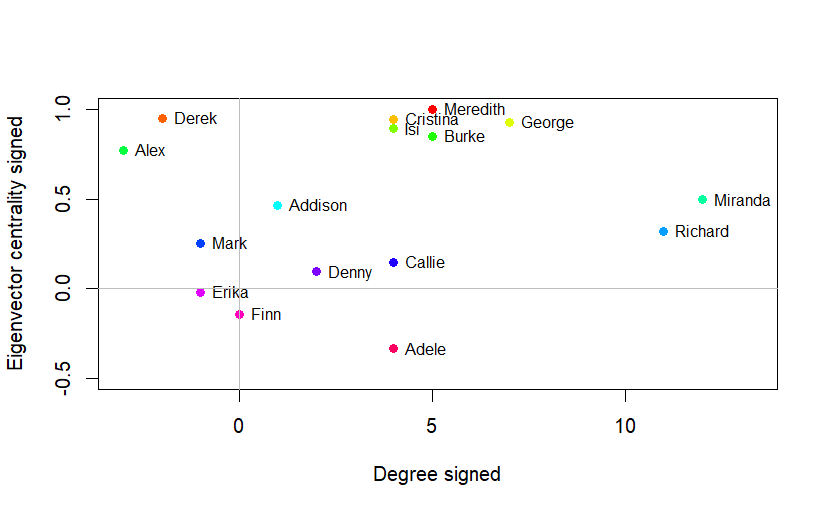 Eigenvector centrality signed
1.0
0.5
0.0
-0.5
Meredith
Derek
Cristina
George
Isi
Burke
Alex
Miranda
Addison
Richard
Mark
Callie
Denny
Erika
Finn
Adele
0
5
10
Degree signed